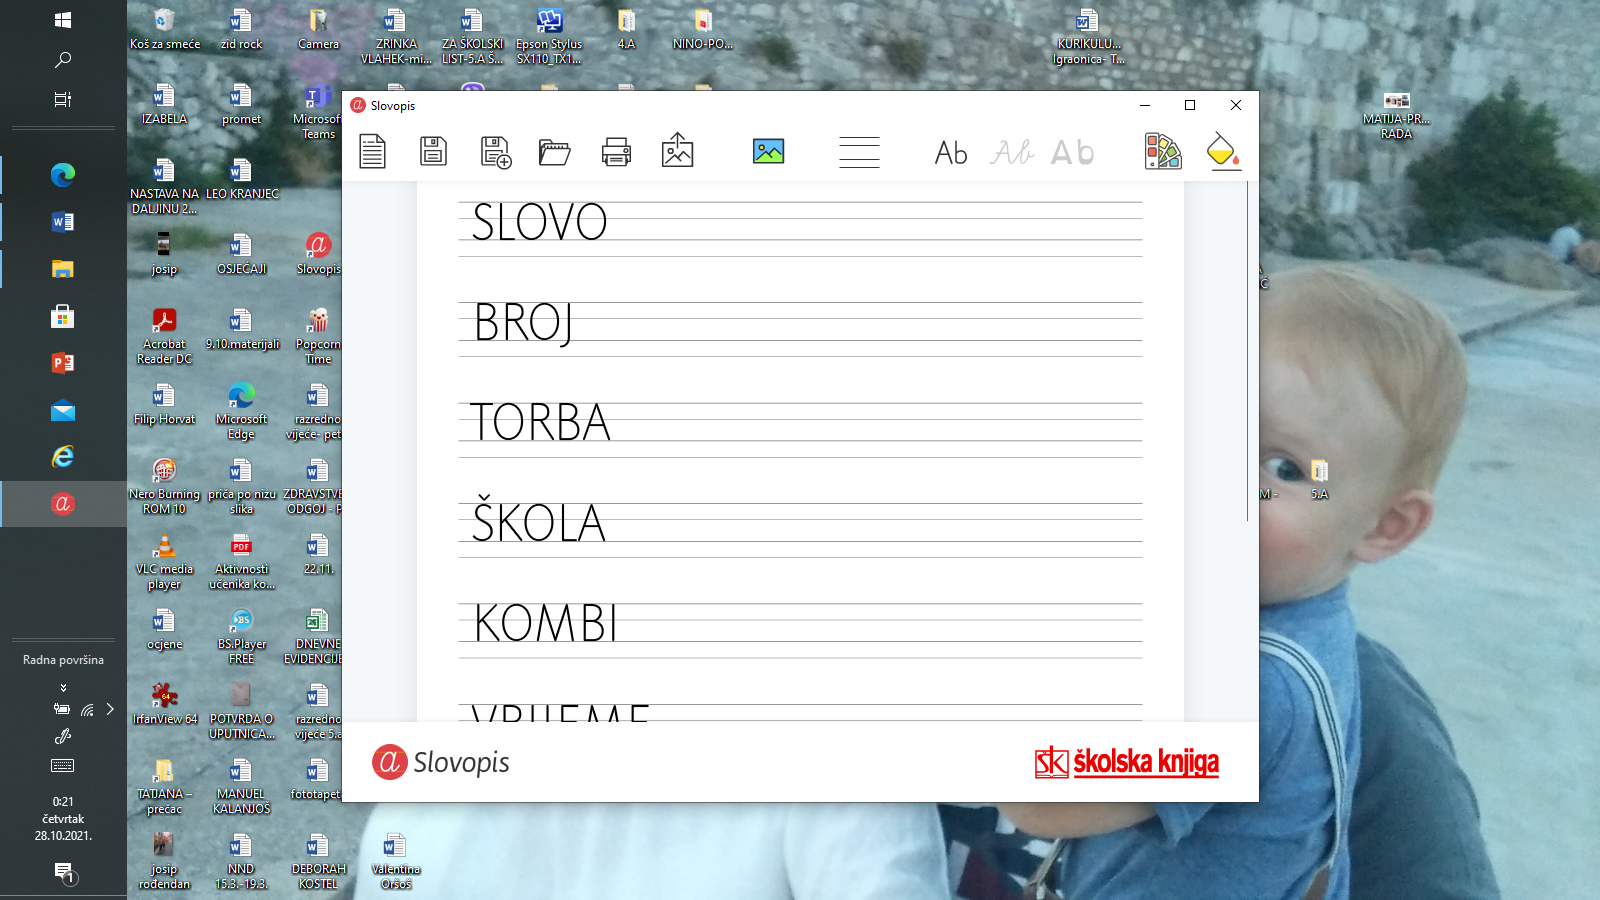 Koš za smeće
zid rock
Camera
ZRINKA
VLAHEK-mi...
ZA ŠKOLSKI
LIST-5.A Š...
Epson Stylus
SX110_TX1...
4.A
NINO-PO...
KURIKULU...
Igraonica- T...
IZABELA
promet
Microsoft
Teams
MATIJA-PR...
RADA
NASTAVA NA
DALJINU 2...
LEO KRANJEC
josip
OSJEĆAJI
Slovopis
Acrobat
Reader DC
9.10.materijali
Popcorn
Time
Filip Horvat
Microsoft
Edge
razredno
vijeće- pet
Nero Burning
ROM 10
priča po nizu
slika
ZDRAVSTVE
ODGOJ - P
5.A
VLC media
player
Aktivnosti
učenika ko...
22.11.
ocjene
BS.Player
FREE
DNEVNE
EVIDENCIJE
IrfanView 64
POTVRDA O
UPUTNICA...
razredno
vijeće 5.a
TATJANA –
prečac
MANUEL
KALANJOŠ
fototapet
josip
rođendan
NND
15.3.-19.3.
DEBORAH
KOSTEL
Valentina
Oršoš
Slovopis
Ab
Ab
Ab
SLOVO
BROJ
TORBA
ŠKOLA
KOMBI
VRIJEME
Slovopis
školska knjiga
Radna površina
0:21
četvrtak
28.10.2021.
1